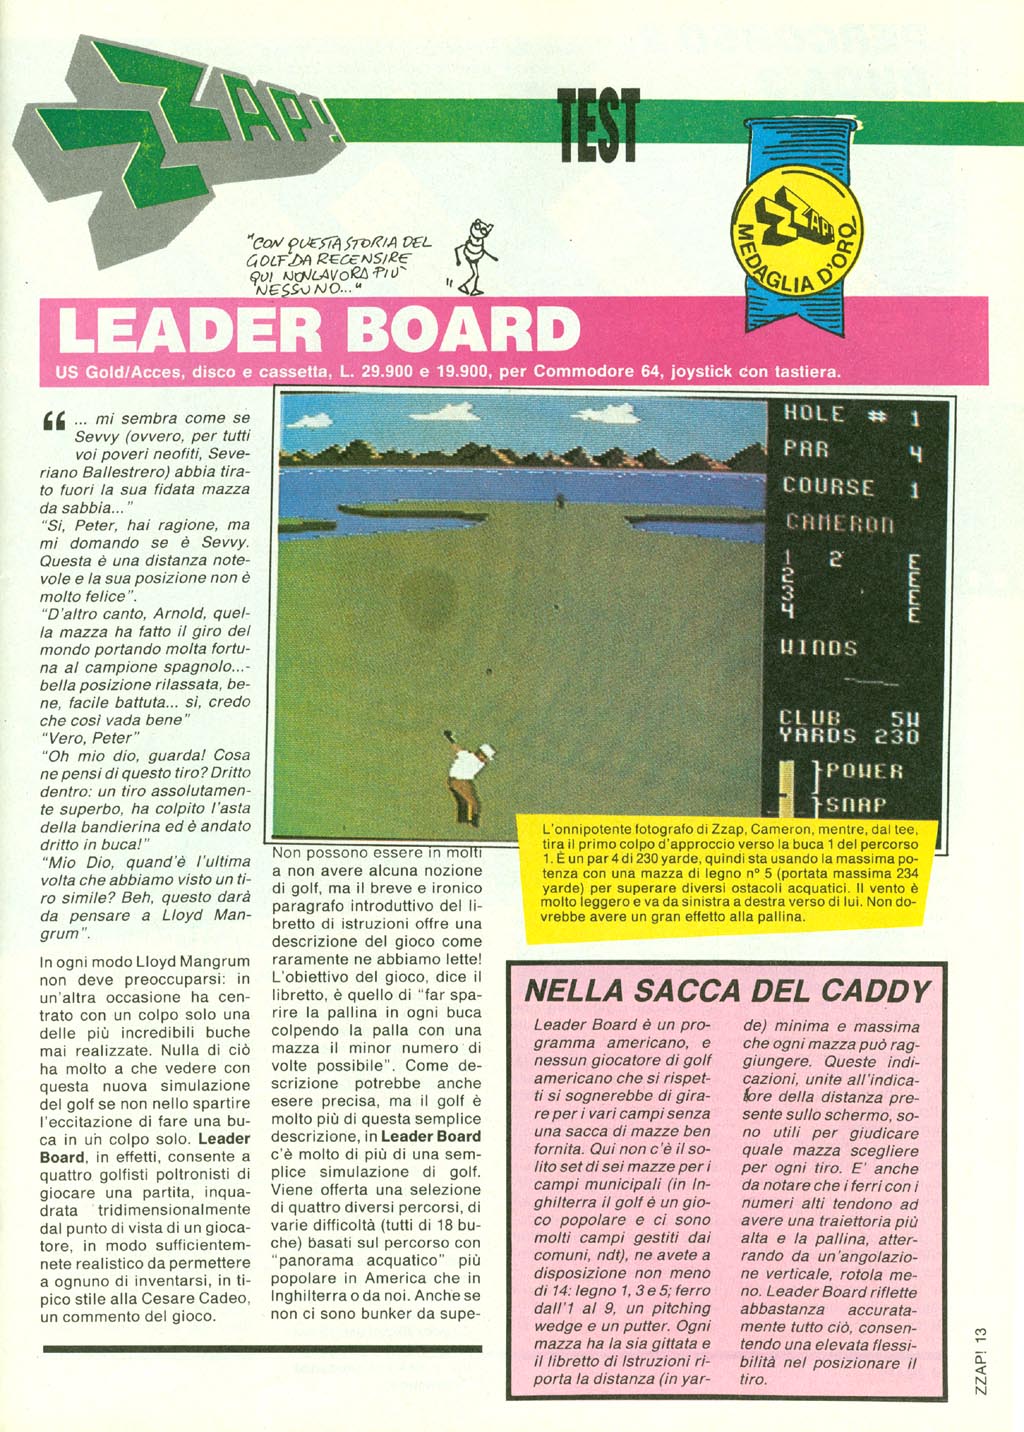 ZZAP!
TEST
ZZAP!
MEDAGLIA D'ORO
"CON QUESTA STORIA DEL
GOLF DA RECENSIRE
QUI NON LAVORA PIU'
NESSUNO..."
LEADER BOARD
US Gold/Acces, disco e cassetta, L. 29.900 e 19.900, per Commodore 64, joystick con tastiera.
“ ... mi sembra come se
Sevvy (ovvero, per tutti
voi poveri neofiti, Seve-
riano Ballestrero) abbia tira-
to fuori la sua fidata mazza
da sabbia..."
"Si, Peter, hai ragione, ma
mi domando se è Sevvy.
Questa è una distanza note-
vole e la sua posizione non è
molto felice".
"D'altro canto, Arnold, quel-
la mazza ha fatto il giro del
mondo portando molta fortu-
na al campione spagnolo...-
bella posizione rilassata, be-
ne, facile battuta... sì, credo
che così vada bene"
"Vero, Peter"
"Oh mio dio, guarda! Cosa
ne pensi di questo tiro? Dritto
dentro: un tiro assolutamen-
te superbo, ha colpito l'asta
della bandierina ed è andato
dritto in buca!"
"Mio Dio, quand'è l'ultima
volta che abbiamo visto un ti-
ro simile? Beh, questo darà
da pensare a Lloyd Man-
grum".
In ogni modo Lloyd Mangrum
non deve preoccuparsi: in
un'altra occasione ha cen-
trato con un colpo solo una
delle più incredibili buche
mai realizzate. Nulla di ciò
ha molto a che vedere con
questa nuova simulazione
del golf se non nello spartire
l'eccitazione di fare una bu-
ca in un colpo solo. Leader
Board, in effetti, consente a
quattro golfisti poltronisti di
giocare una partita, inqua-
drata tridimensionalmente
dal punto di vista di un gioca-
tore, in modo sufficientem-
nete realistico da permettere
a ognuno di inventarsi, in ti-
pico stile alla Cesare Cadeo,
un commento del gioco.
HOLE # 1
PAR 4
COURSE 1
CAMERON
1 2 E
2 E
3 E
4 E
WINDS
CLUB 5W
YARDS 230
POWER
SNAP
L'onnipotente fotografo di Zzap, Cameron, mentre, dal tee,
tira il primo colpo d'approccio verso la buca 1 del percorso
1. È un par 4 di 230 yarde, quindi sta usando la massima po-
tenza con una mazza di legno n° 5 (portata massima 234
yarde) per superare diversi ostacoli acquatici. Il vento è
molto leggero e va da sinistra a destra verso di lui. Non do-
vrebbe avere un gran effetto alla pallina.
Non possono essere in molti
a non avere alcuna nozione
di golf, ma il breve e ironico
paragrafo introduttivo del li-
bretto di istruzioni offre una
descrizione del gioco come
raramente ne abbiamo lette!
L'obiettivo del gioco, dice il
libretto, è quello di "far spa-
rire la pallina in ogni buca
colpendo la palla con una
mazza il minor numero di
volte possibile". Come de-
scrizione potrebbe anche
esere precisa, ma il golf è
molto più di questa semplice
descrizione, in Leader Board
c'è molto di più di una sem-
plice simulazione di golf.
Viene offerta una selezione
di quattro diversi percorsi, di
varie difficoltà (tutti di 18 bu-
che) basati sul percorso con
"panorama acquatico" più
popolare in America che in
Inghilterra o da noi. Anche se
non ci sono bunker da supe-
NELLA SACCA DEL CADDY
Leader Board è un pro-
gramma americano, e
nessun giocatore di golf
americano che si rispet-
ti si sognerebbe di gira-
re per i vari campi senza
una sacca di mazze ben
fornita. Qui non c'è il so-
lito set di sei mazze per i
campi municipali (in In-
ghilterra il golf è un gio-
co popolare e ci sono
molti campi gestiti dai
comuni, ndt), ne avete a
disposizione non meno
di 14: legno 1, 3 e 5; ferro
dall'1 al 9, un pitching
wedge e un putter. Ogni
mazza ha la sia gittata e
il libretto di Istruzioni ri-
porta la distanza (in yar-
de) minima e massima
che ogni mazza può rag-
giungere. Queste indi-
cazioni, unite all'indica-
tore della distanza pre-
sente sullo schermo, so-
no utili per giudicare
quale mazza scegliere
per ogni tiro. E' anche
da notare che i ferri con i
numeri alti tendono ad
avere una traiettoria più
alta e la pallina, atter-
rando da un'angolazio-
ne verticale, rotola me-
no. Leader Board riflette
abbastanza accurata-
mente tutto ciò, consen-
tendo una elevata flessi-
bilità nel posizionare il
tiro.
ZZAP! 13